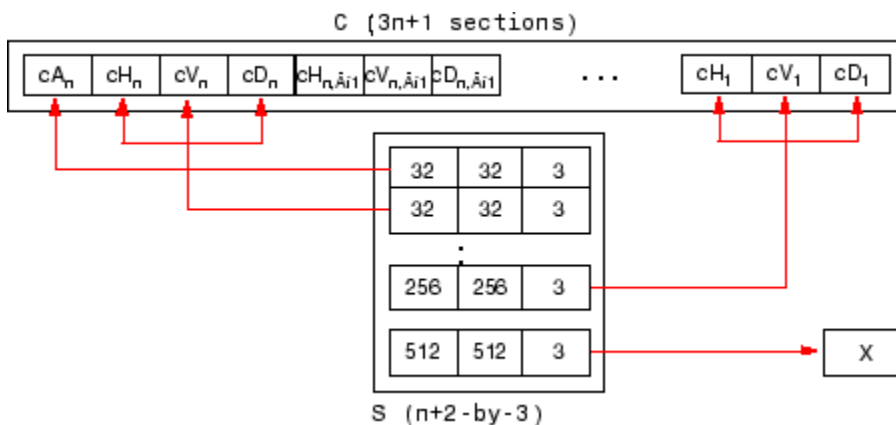 C (3n+1 sections)
cAn cHn cVn cDn cHn,Âi1 cVn,Âi1 cDn,Âi1 ... cH1 cV1 cD1
32 32 3
32 32 3
:
256 256 3
512 512 3 X
S (n+2-by-3)